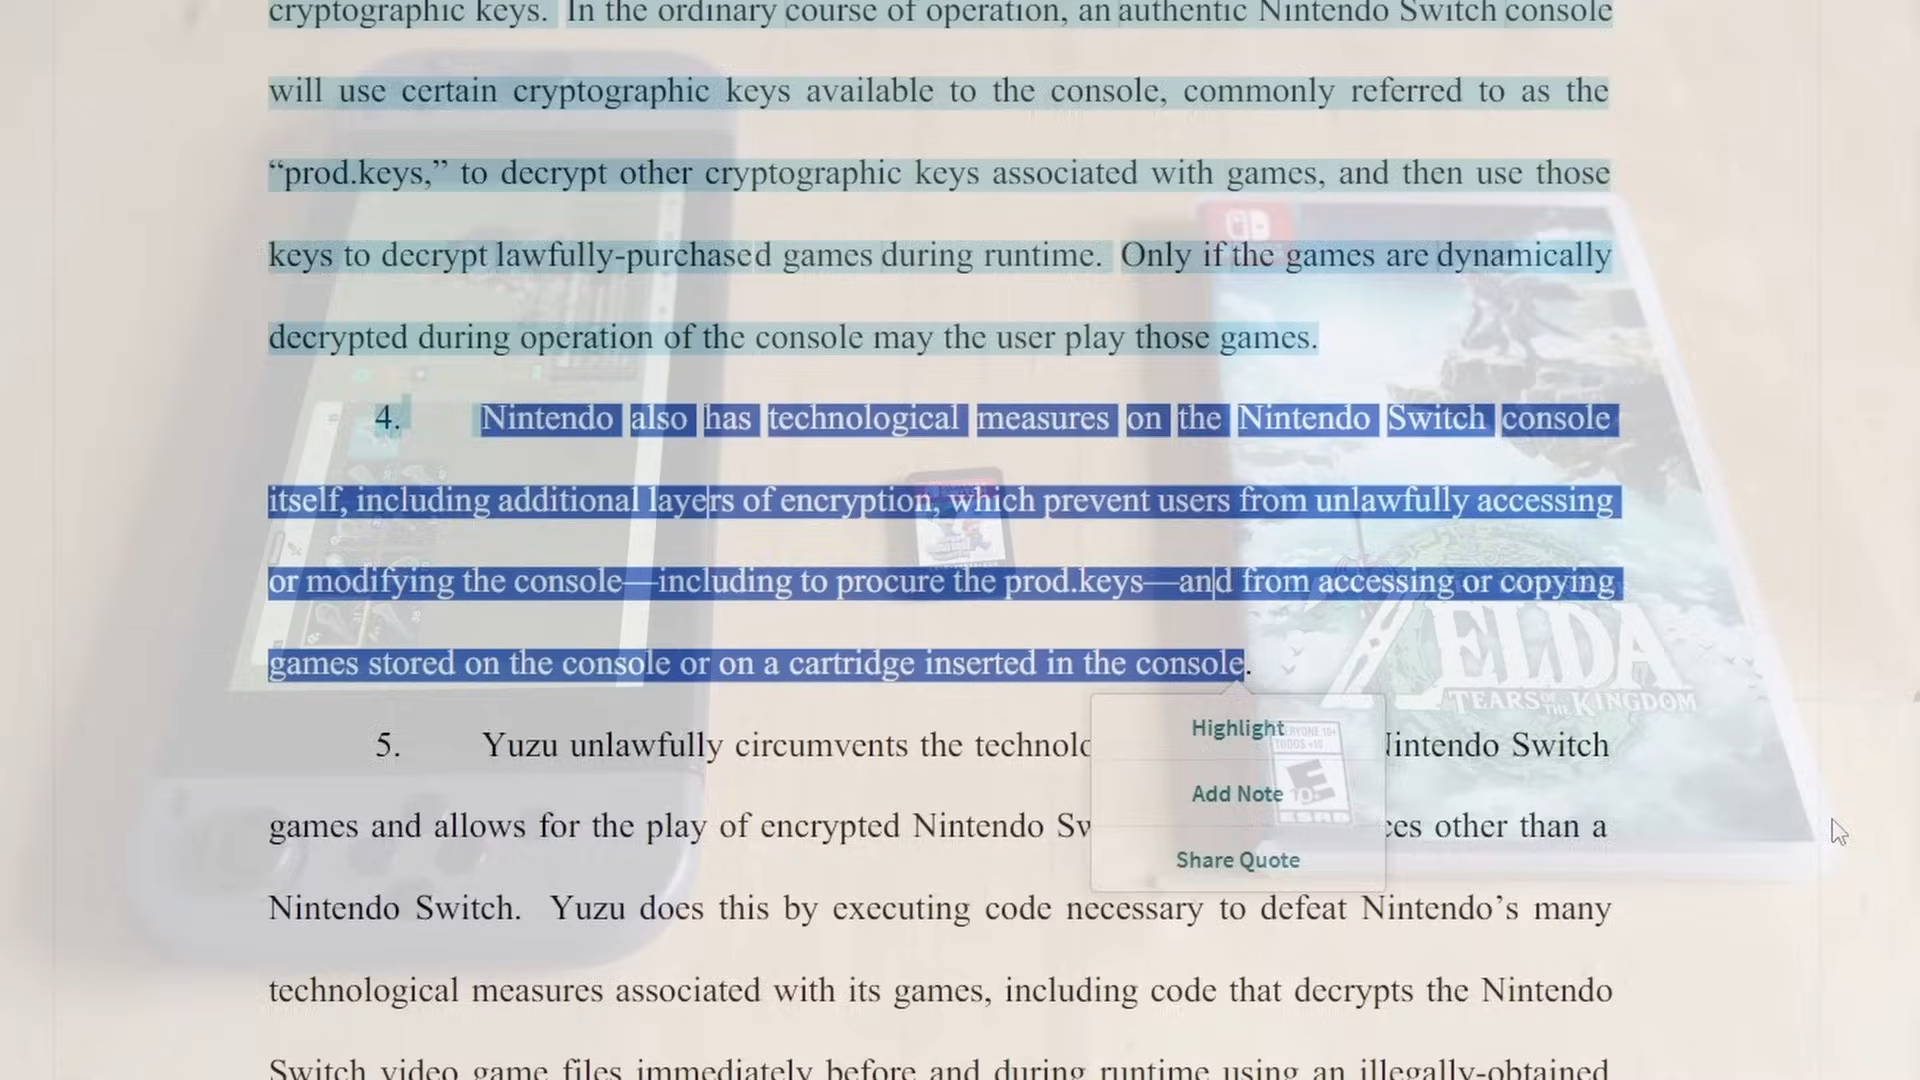 cryptographic keys. In the ordinary course of operation, an authentic Nintendo Switch console
will use certain cryptographic keys available to the console, commonly referred to as the
“prod.keys,” to decrypt other cryptographic keys associated with games, and then use those
keys to decrypt lawfully-purchased games during runtime. Only if the games are dynamically
decrypted during operation of the console may the user play those games.
4. Nintendo also has technological measures on the Nintendo Switch console
itself, including additional layers of encryption, which prevent users from unlawfully accessing
or modifying the console—including to procure the prod.keys—and from accessing or copying
games stored on the console or on a cartridge inserted in the console.
ZELDA
TEARS OF THE KINGDOM
Highlight
Add Note
Share Quote
EVERYONE 10+
TODOS +10
E
10+
ESRB
5. Yuzu unlawfully circumvents the technolo intendo Switch
games and allows for the play of encrypted Nintendo Sw ces other than a
Nintendo Switch. Yuzu does this by executing code necessary to defeat Nintendo’s many
technological measures associated with its games, including code that decrypts the Nintendo
Switch video game files immediately before and during runtime using an illegally-obtained